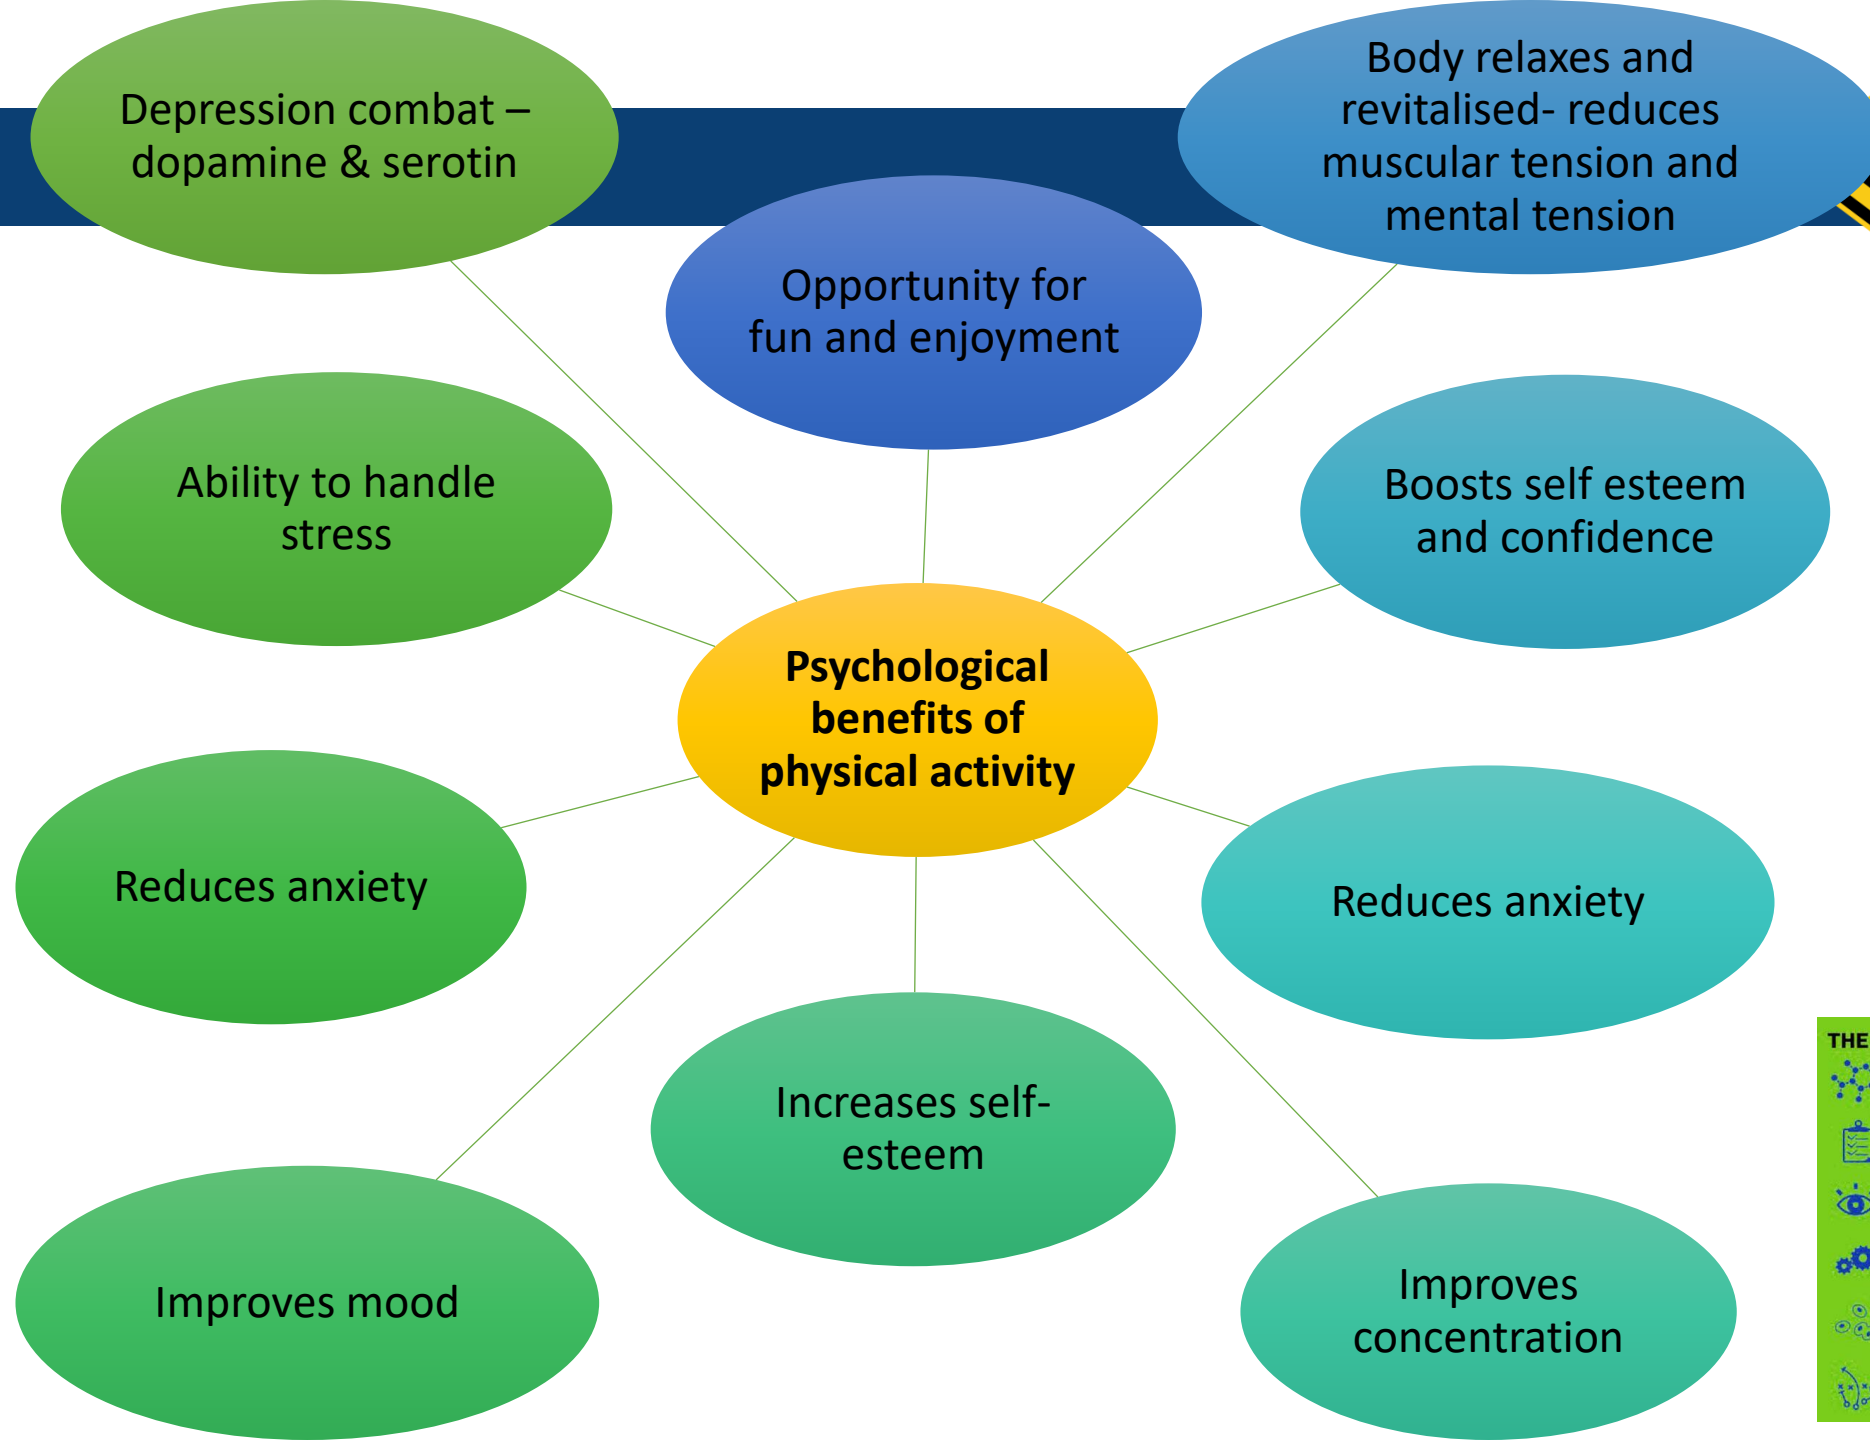 Depression combat –
dopamine & serotin
Body relaxes and
revitalised- reduces
muscular tension and
mental tension
Opportunity for
fun and enjoyment
Ability to handle
stress
Boosts self esteem
and confidence
Psychological
benefits of
physical activity
Reduces anxiety
Reduces anxiety
Increases self-
esteem
Improves mood
Improves
concentration
THE